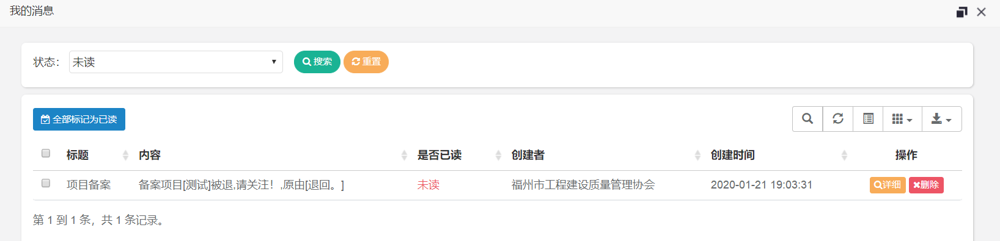 我的消息
状态： 未读 搜索 重置
全部标记为已读
标题 内容 是否已读 创建者 创建时间 操作
项目备案 备案项目[测试]被退,请关注！,原由[退回。] 未读 福州市工程建设质量管理协会 2020-01-21 19:03:31 详细 删除
第 1 到 1 条，共 1 条记录。